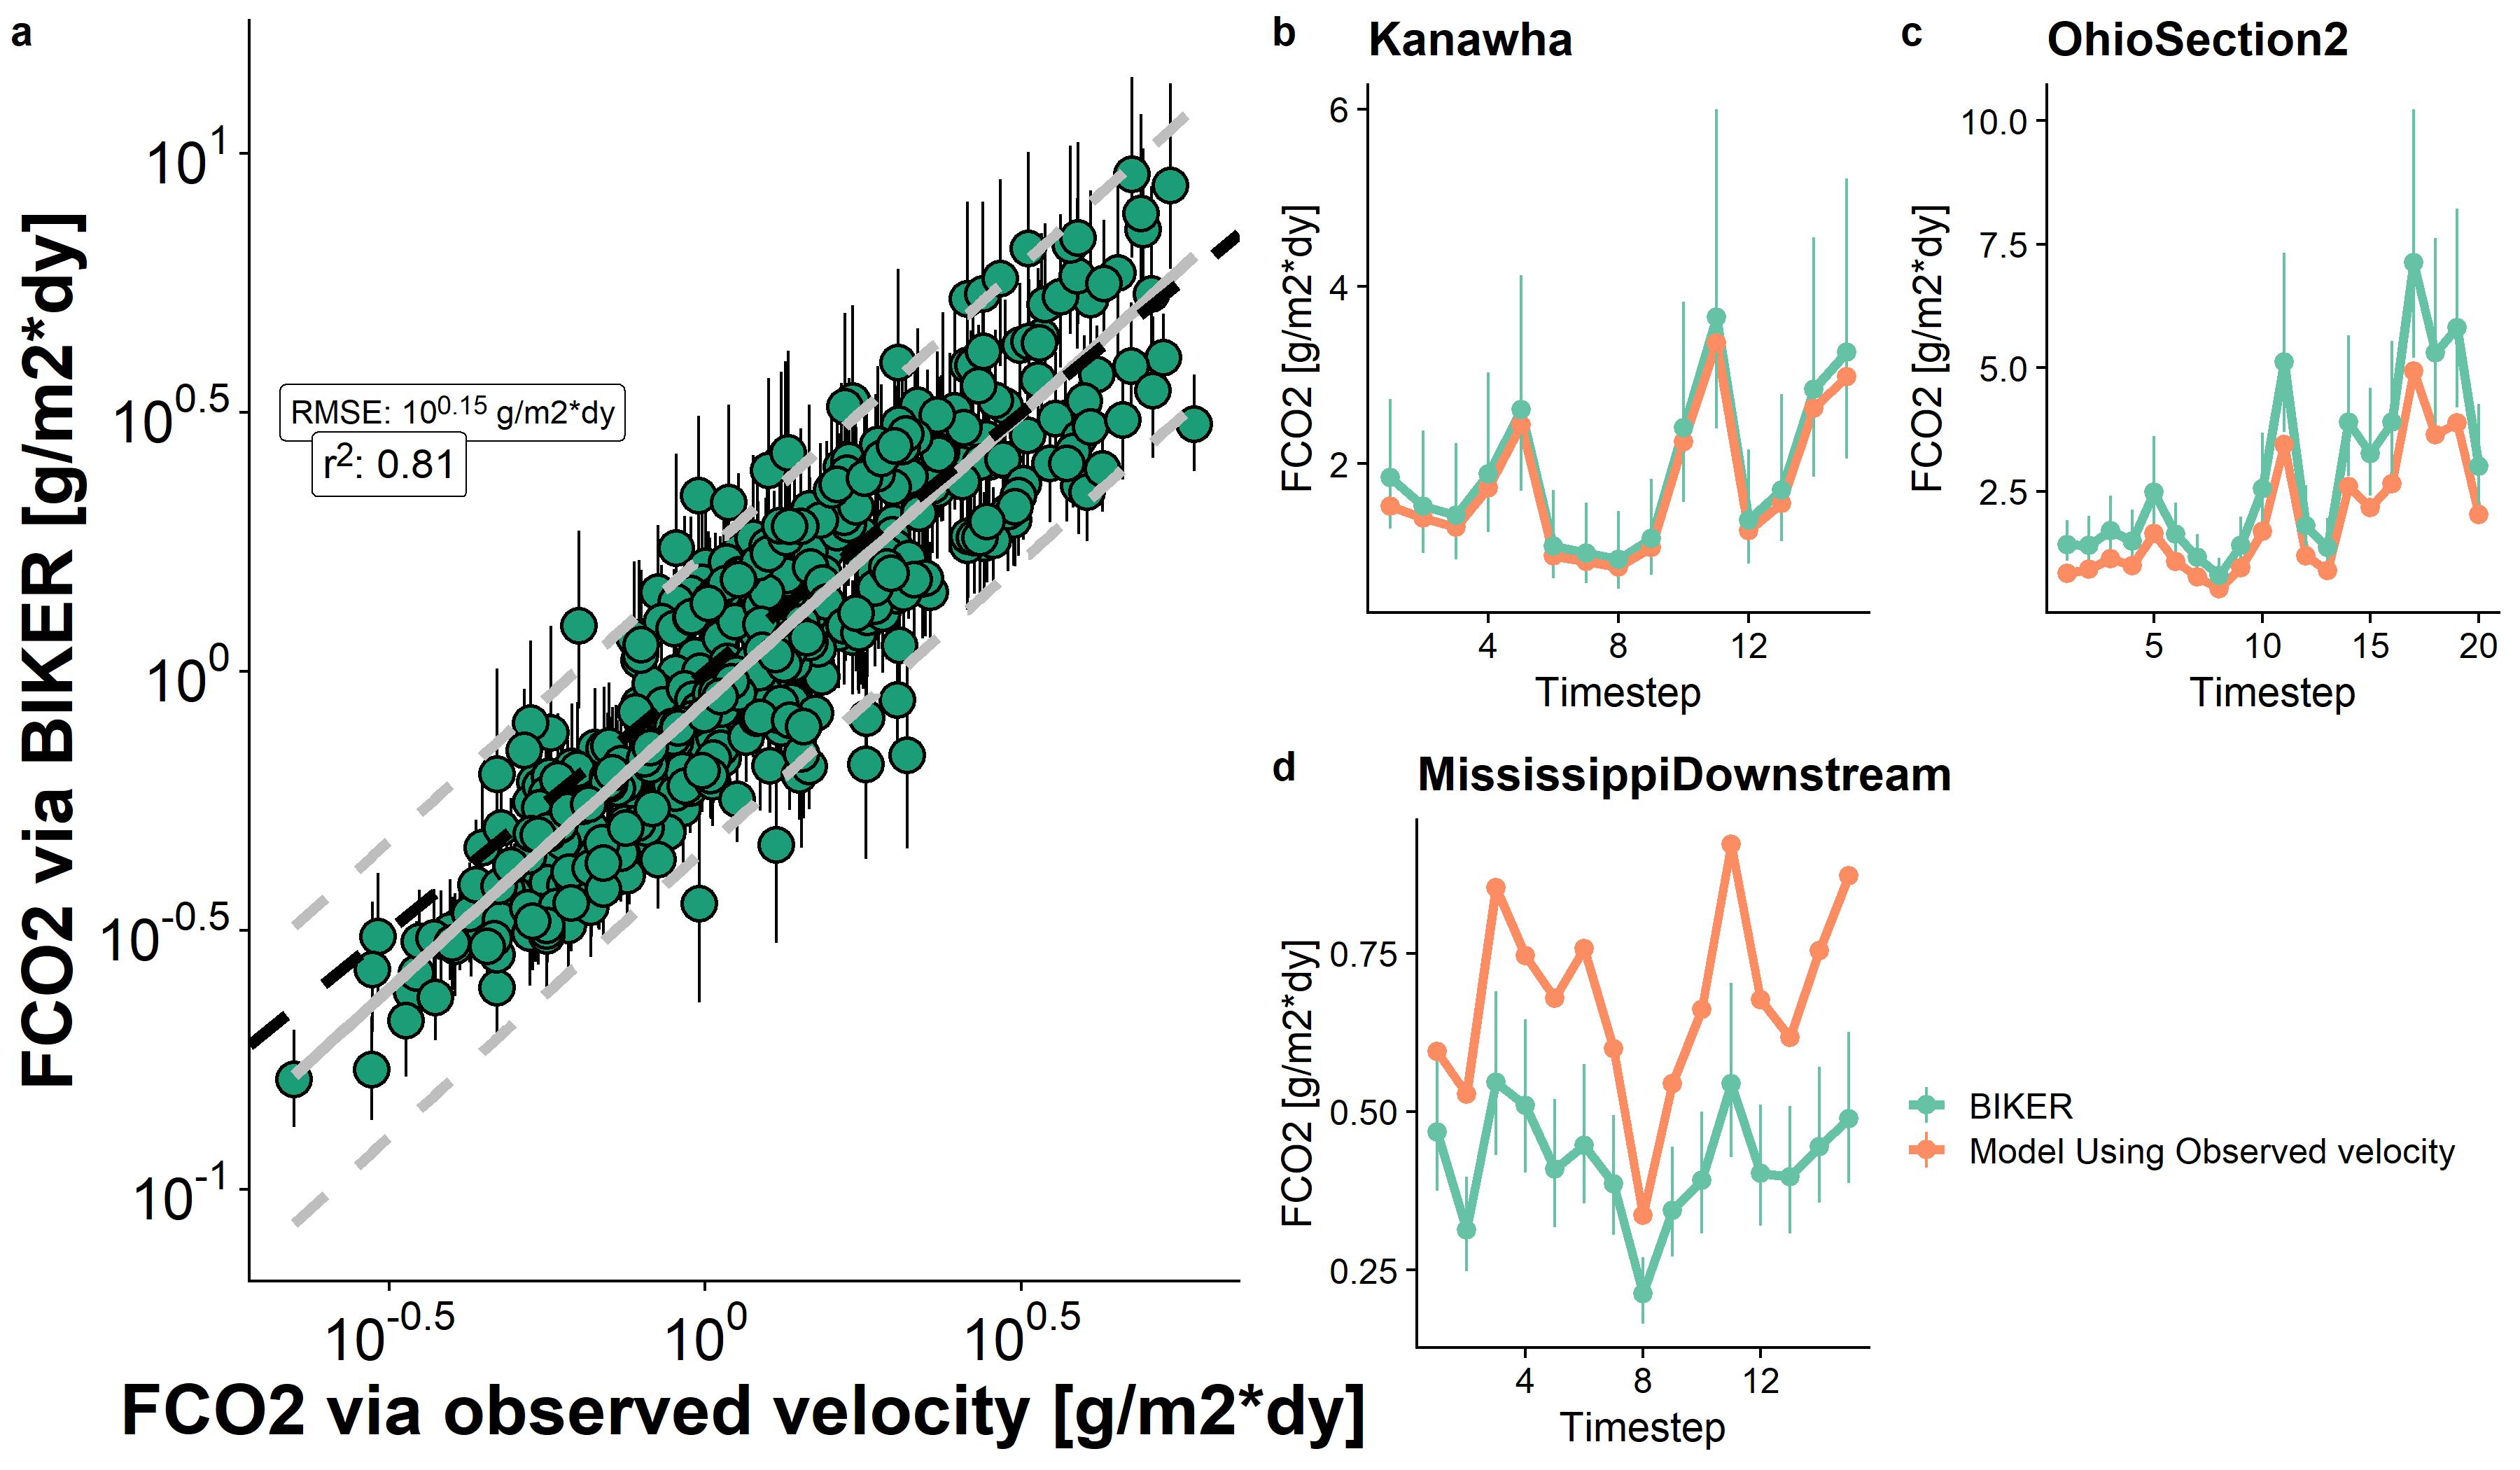 a
FCO2 via BIKER [g/m2*dy]
10^1
10^0.5
10^0
10^-0.5
10^-1
RMSE: 10^0.15 g/m2*dy
r^2: 0.81
10^-0.5
10^0
10^0.5
FCO2 via observed velocity [g/m2*dy]
b
Kanawha
FCO2 [g/m2*dy]
6
4
2
4
8
12
Timestep
c
OhioSection2
FCO2 [g/m2*dy]
10.0
7.5
5.0
2.5
5
10
15
20
Timestep
d
MississippiDownstream
FCO2 [g/m2*dy]
0.75
0.50
0.25
4
8
12
Timestep
BIKER
Model Using Observed velocity